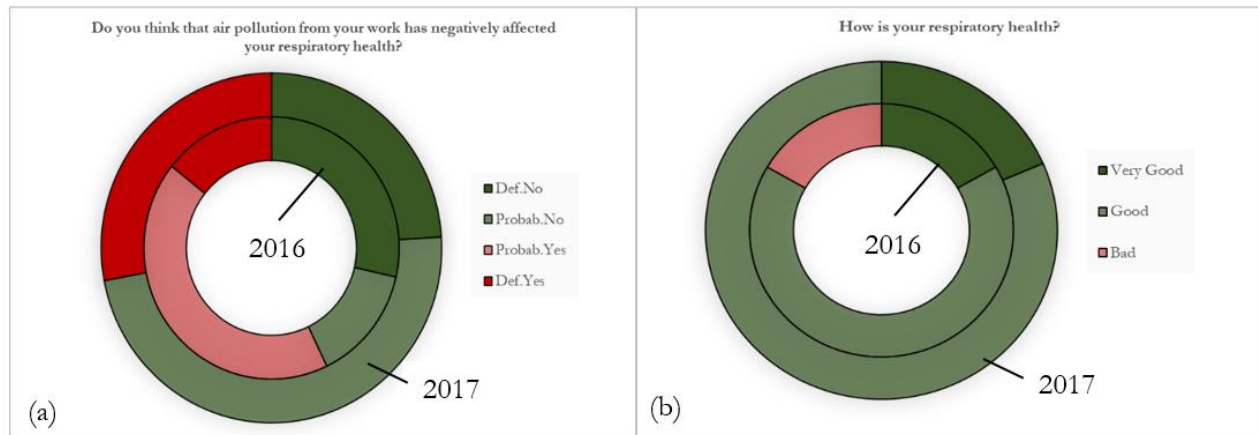 Do you think that air pollution from your work has negatively affected
your respiratory health?
2016
2017
Def.No
Probab.No
Probab.Yes
Def.Yes
(a)
How is your respiratory health?
2016
2017
Very Good
Good
Bad
(b)